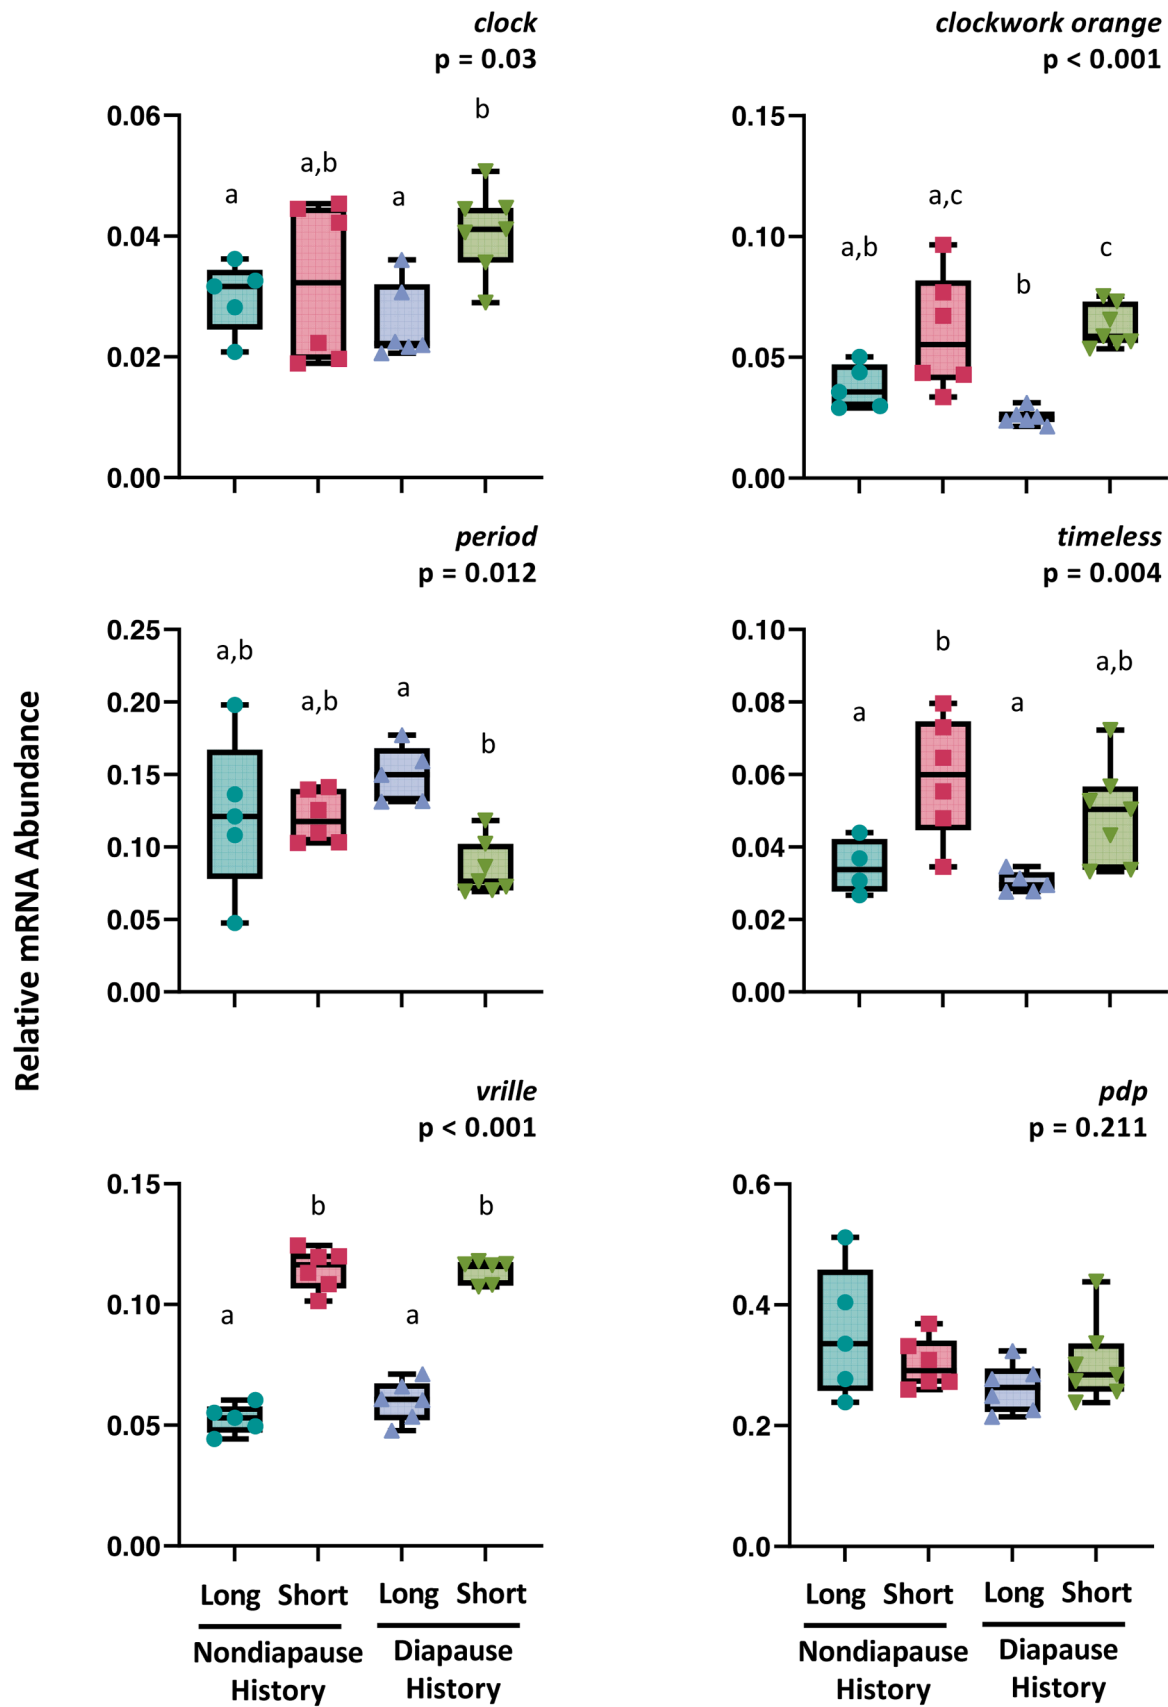 clock
p = 0.03
0.06
0.04
0.02
0.00
a
a,b
a
b
clockwork orange
p < 0.001
0.15
0.10
0.05
0.00
a,b
a,c
b
c
period
p = 0.012
0.25
0.20
0.15
0.10
0.05
0.00
a,b
a,b
a
b
timeless
p = 0.004
0.10
0.08
0.06
0.04
0.02
0.00
a
b
a
a,b
Relative mRNA Abundance
vrille
p < 0.001
0.15
0.10
0.05
0.00
a
b
a
b
Long Short Long Short
Nondiapause History
Diapause History
pdp
p = 0.211
0.6
0.4
0.2
0.0
Long Short Long Short
Nondiapause History
Diapause History